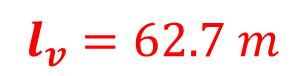 l_v = 62.7 m